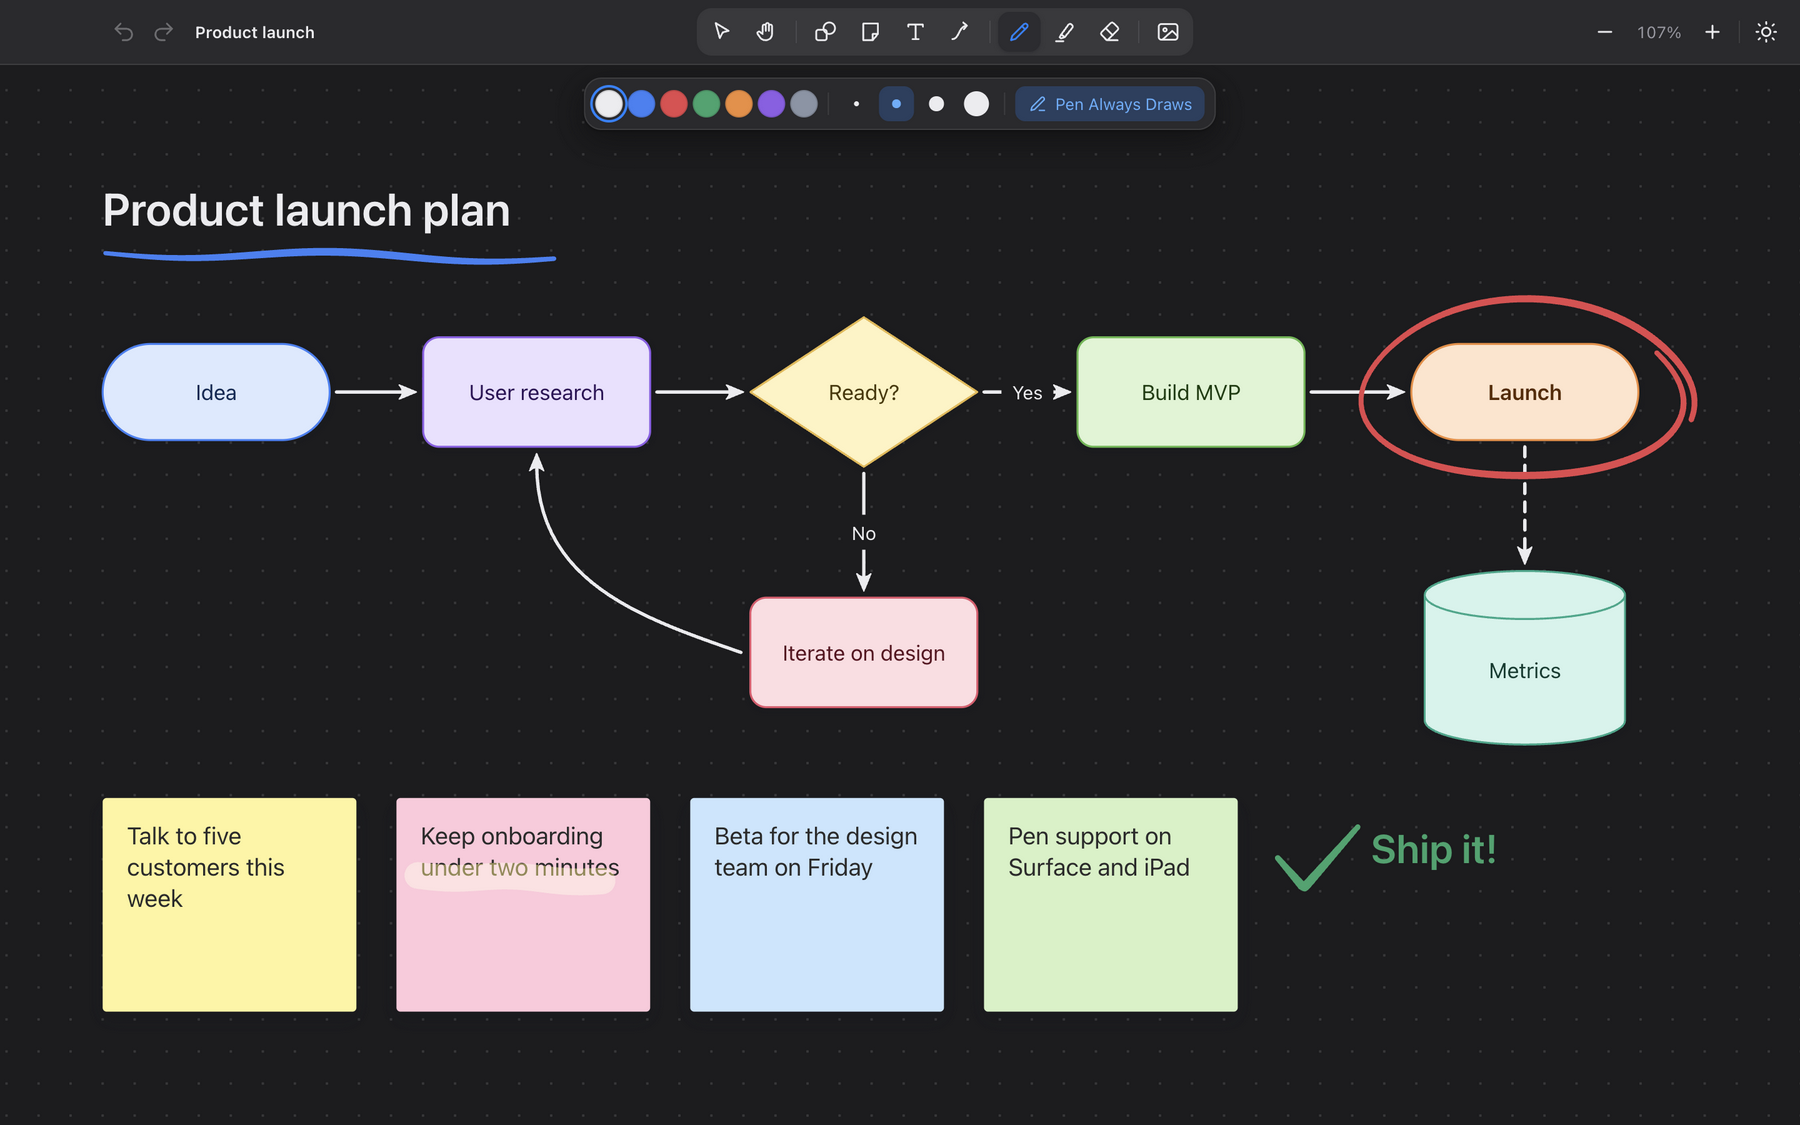 Product launch
107%
Pen Always Draws
Product launch plan
Idea
User research
Ready?
Yes
Build MVP
Launch
No
Iterate on design
Metrics
Talk to five
customers this
week
Keep onboarding
under two minutes
Beta for the design
team on Friday
Pen support on
Surface and iPad
Ship it!